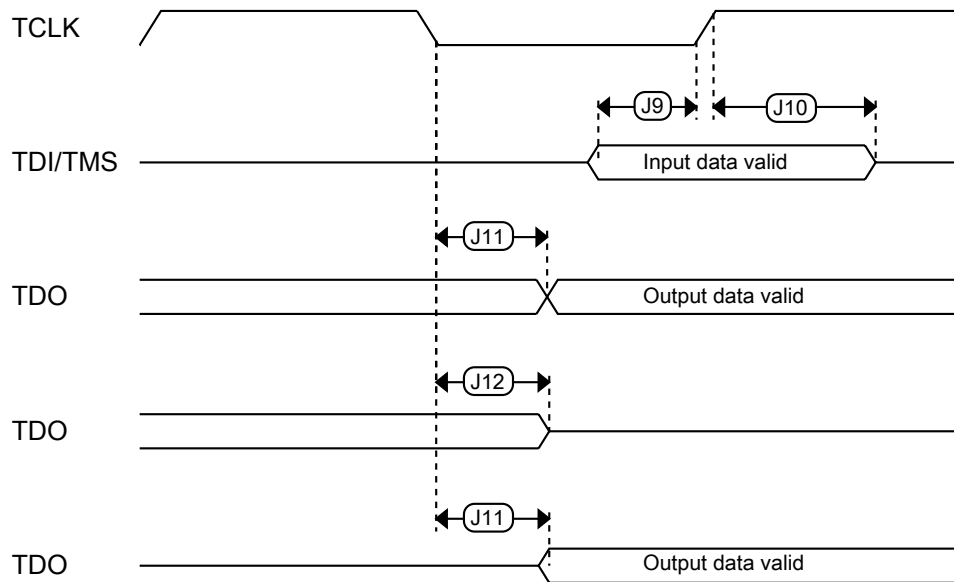 TCLK
J9
J10
TDI/TMS
Input data valid
J11
TDO
Output data valid
J12
TDO
J11
TDO
Output data valid